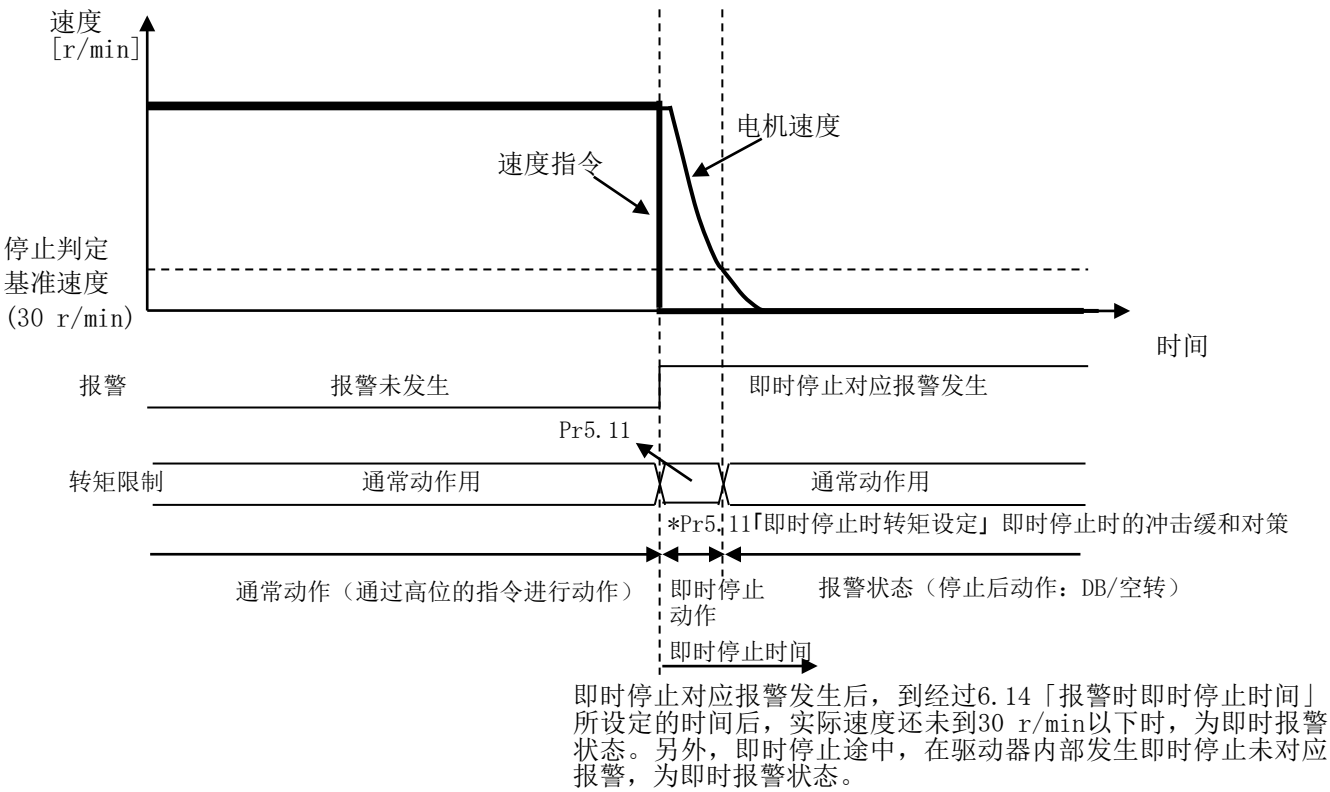 速度
[r/min]
电机速度
速度指令
停止判定
基准速度
(30 r/min)
时间
报警
报警未发生
即时停止对应报警发生
Pr5.11
转矩限制
通常动作用
通常动作用
*Pr5.11「即时停止时转矩设定」即时停止时的冲击缓和对策
通常动作（通过高位的指令进行动作）
即时停止
动作
报警状态（停止后动作：DB/空转）
即时停止时间
即时停止对应报警发生后，到经过6.14「报警时即时停止时间」
所设定的时间后，实际速度还未到30 r/min以下时，为即时报警
状态。另外，即时停止途中，在驱动器内部发生即时停止未对应
报警，为即时报警状态。